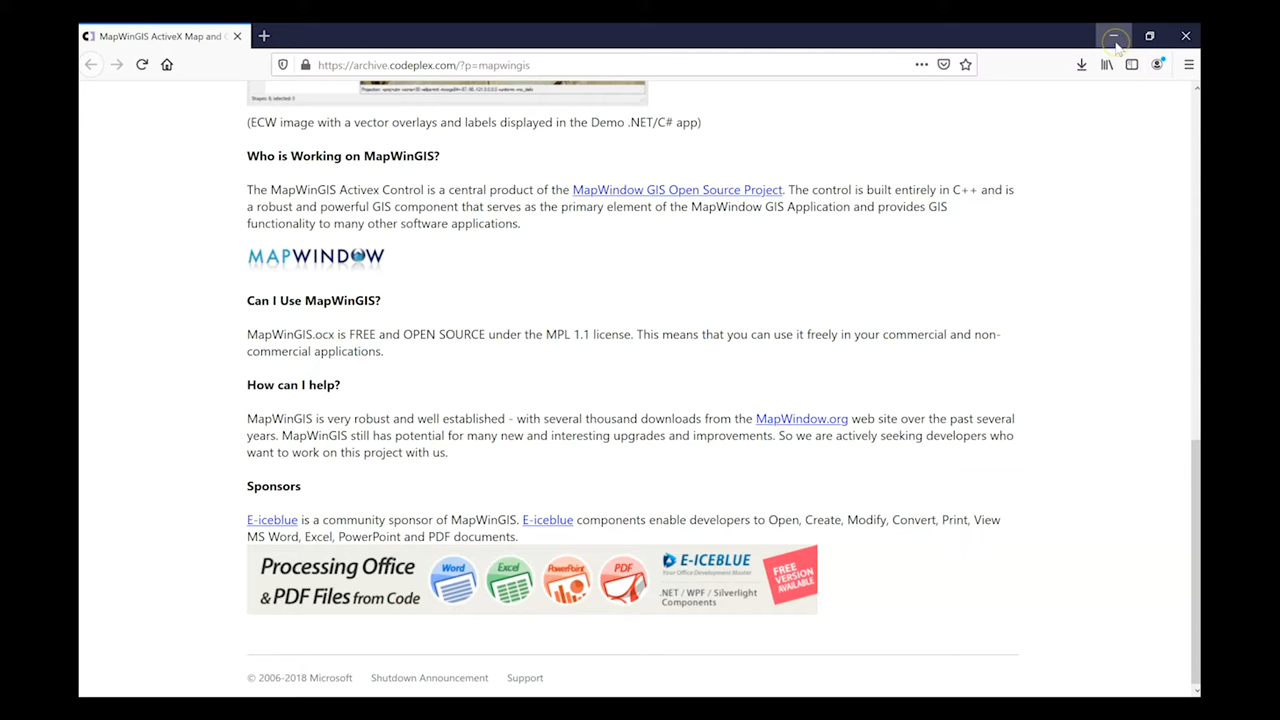 MapWinGIS ActiveX Map and
https://archive.codeplex.com/?p=mapwingis
(ECW image with a vector overlays and labels displayed in the Demo .NET/C# app)
Who is Working on MapWinGIS?
The MapWinGIS Activex Control is a central product of the MapWindow GIS Open Source Project. The control is built entirely in C++ and is
a robust and powerful GIS component that serves as the primary element of the MapWindow GIS Application and provides GIS
functionality to many other software applications.
MAPWINDOW
Can I Use MapWinGIS?
MapWinGIS.ocx is FREE and OPEN SOURCE under the MPL 1.1 license. This means that you can use it freely in your commercial and non-
commercial applications.
How can I help?
MapWinGIS is very robust and well established - with several thousand downloads from the MapWindow.org web site over the past several
years. MapWinGIS still has potential for many new and interesting upgrades and improvements. So we are actively seeking developers who
want to work on this project with us.
Sponsors
E-iceblue is a community sponsor of MapWinGIS. E-iceblue components enable developers to Open, Create, Modify, Convert, Print, View
MS Word, Excel, PowerPoint and PDF documents.
Processing Office
& PDF Files from Code
Word
Excel
PowerPoint
PDF
E-ICEBLUE
Your Office Development Master
.NET / WPF / Silverlight
Components
FREE
VERSION
AVAILABLE
© 2006-2018 Microsoft
Shutdown Announcement
Support